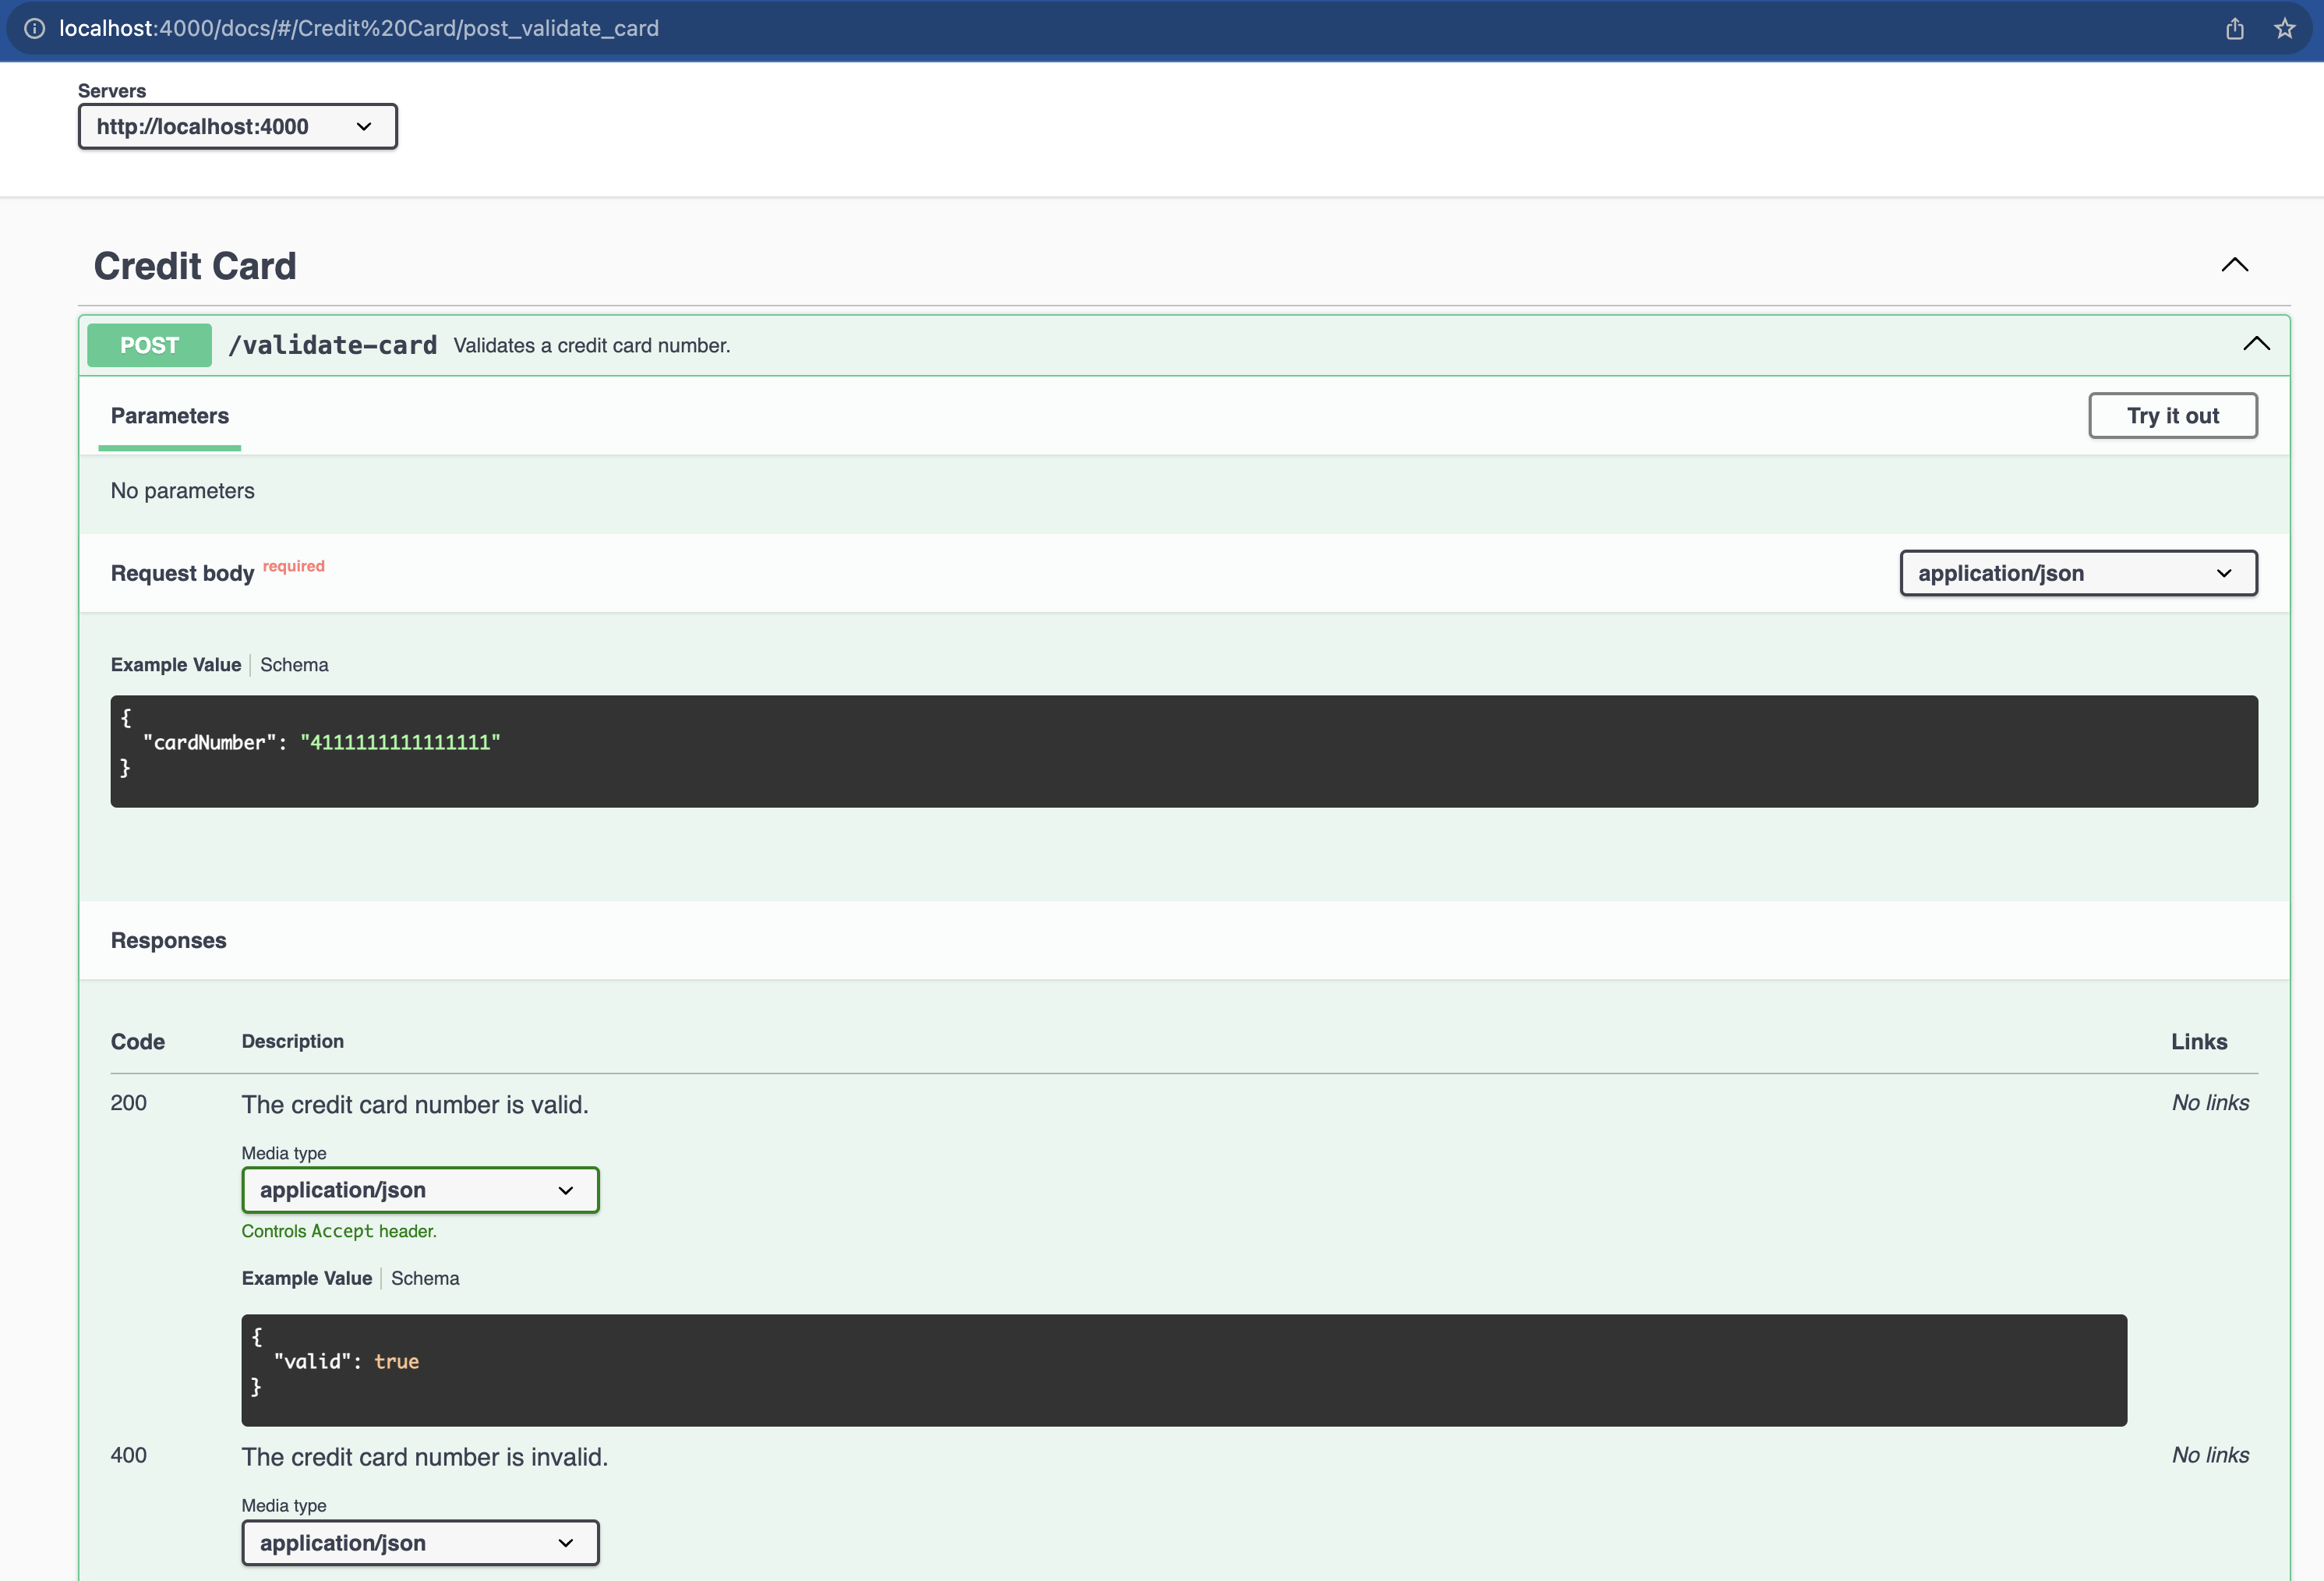 localhost:4000/docs/#/Credit%20Card/post_validate_card
Servers
http://localhost:4000
Credit Card
POST /validate-card Validates a credit card number.
Parameters Try it out
No parameters
Request body required application/json
Example Value Schema
{
"cardNumber": "4111111111111111"
}
Responses
Code Description Links
200 The credit card number is valid. No links
Media type
application/json
Controls Accept header.
Example Value Schema
{
"valid": true
}
400 The credit card number is invalid. No links
Media type
application/json